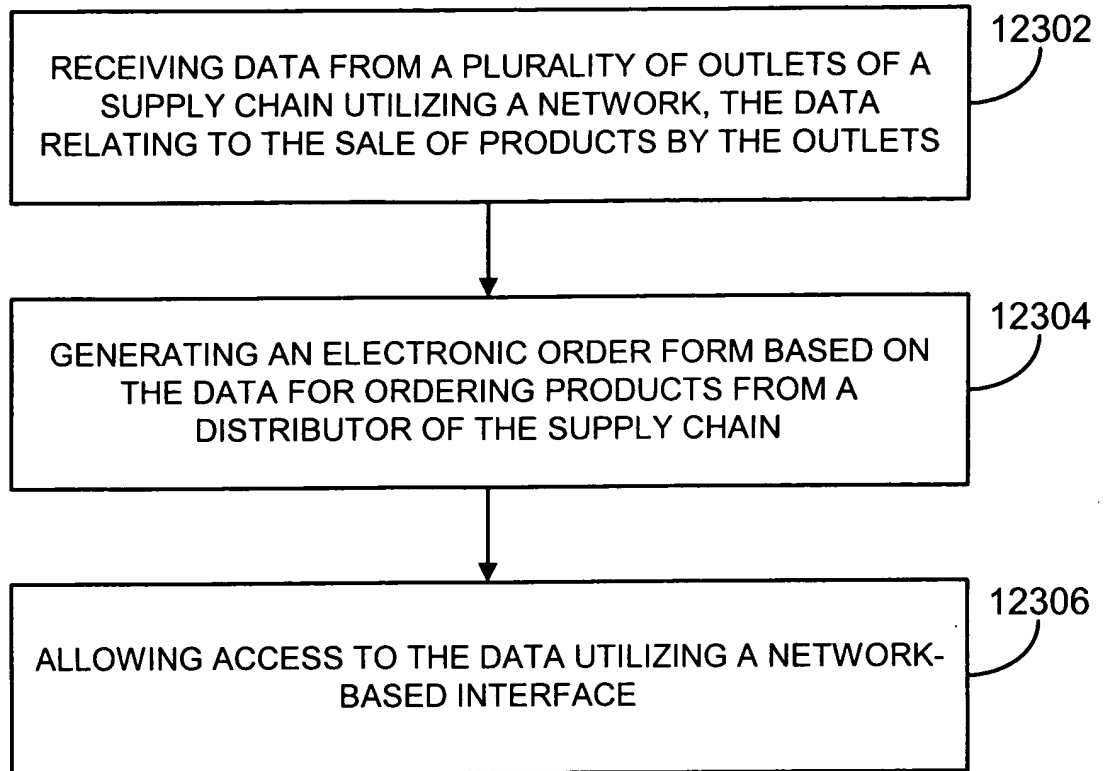 12302
RECEIVING DATA FROM A PLURALITY OF OUTLETS OF A
SUPPLY CHAIN UTILIZING A NETWORK, THE DATA
RELATING TO THE SALE OF PRODUCTS BY THE OUTLETS
12304
GENERATING AN ELECTRONIC ORDER FORM BASED ON
THE DATA FOR ORDERING PRODUCTS FROM A
DISTRIBUTOR OF THE SUPPLY CHAIN
12306
ALLOWING ACCESS TO THE DATA UTILIZING A NETWORK-
BASED INTERFACE